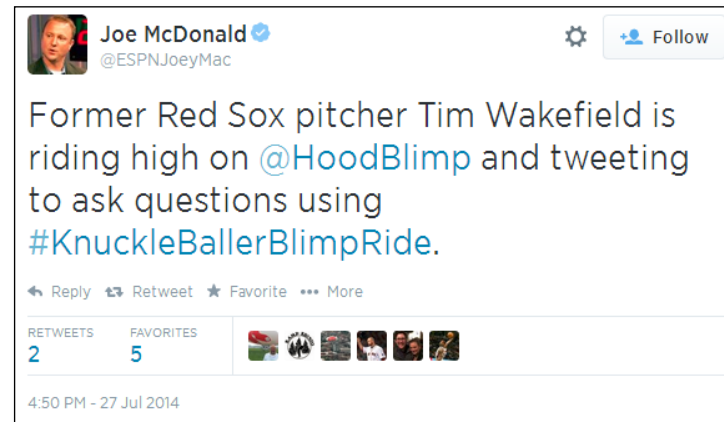 Joe McDonald
@ESPNJoeyMac
Follow
Former Red Sox pitcher Tim Wakefield is
riding high on @HoodBlimp and tweeting
to ask questions using
#KnuckleBallerBlimpRide.
Reply Retweet Favorite More
RETWEETS FAVORITES
2 5
4:50 PM - 27 Jul 2014